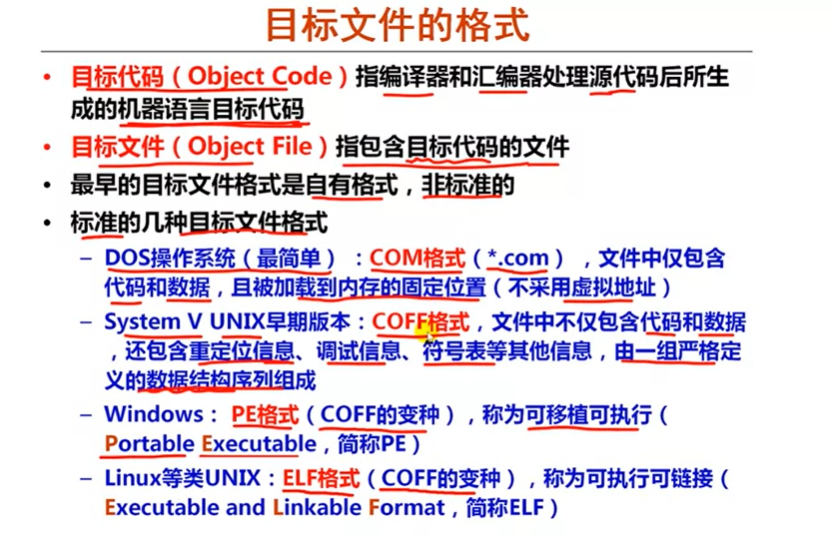 目标文件的格式
• 目标代码（Object Code）指编译器和汇编器处理源代码后所生
成的机器语言目标代码
• 目标文件（Object File）指包含目标代码的文件
• 最早的目标文件格式是自有格式，非标准的
• 标准的几种目标文件格式
– DOS操作系统（最简单）：COM格式（*.com），文件中仅包含
代码和数据，且被加载到内存的固定位置（不采用虚拟地址）
– System V UNIX早期版本：COFF格式，文件中不仅包含代码和数据
，还包含重定位信息、调试信息、符号表等其他信息，由一组严格定
义的数据结构序列组成
– Windows： PE格式（COFF的变种），称为可移植可执行（
Portable Executable，简称PE）
– Linux等类UNIX：ELF格式（COFF的变种），称为可执行可链接（
Executable and Linkable Format，简称ELF）